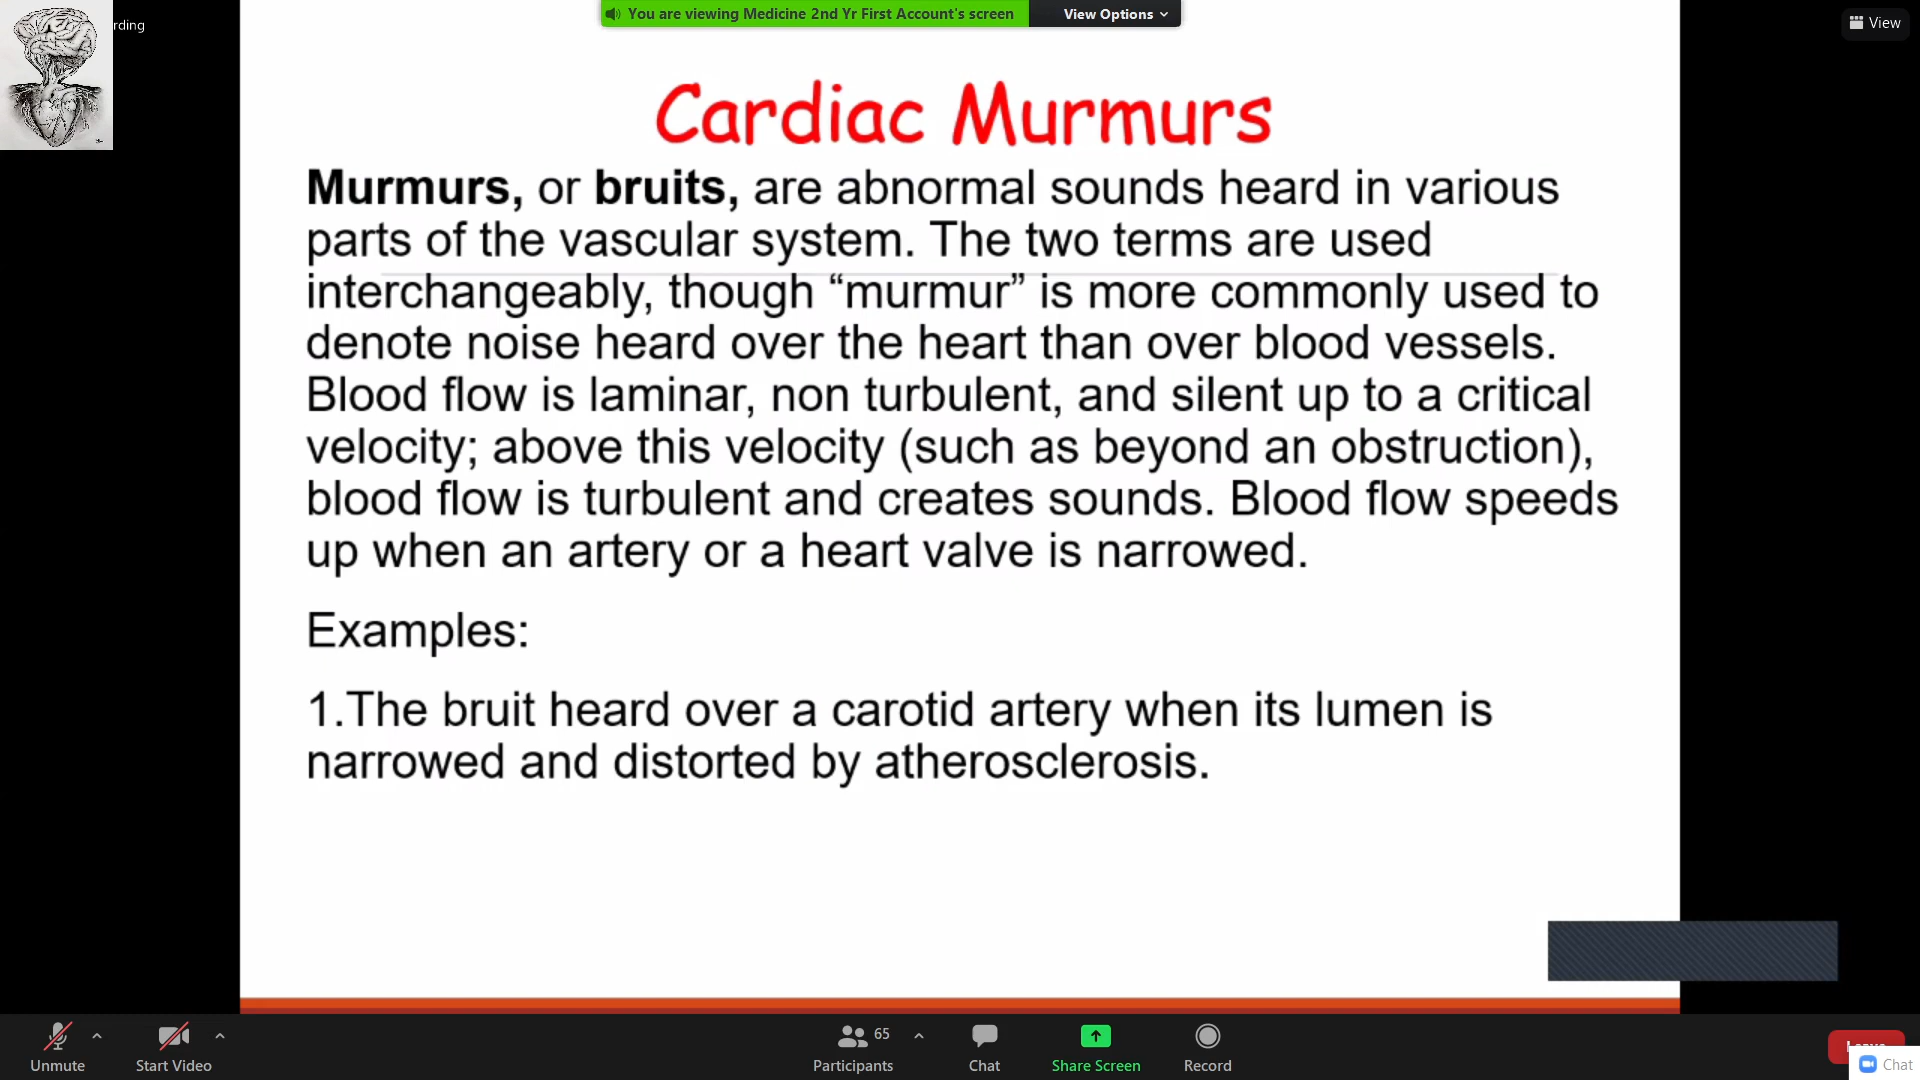 rding
You are viewing Medicine 2nd Yr First Account's screen
View Options
View
Cardiac Murmurs
Murmurs, or bruits, are abnormal sounds heard in various
parts of the vascular system. The two terms are used
interchangeably, though “murmur” is more commonly used to
denote noise heard over the heart than over blood vessels.
Blood flow is laminar, non turbulent, and silent up to a critical
velocity; above this velocity (such as beyond an obstruction),
blood flow is turbulent and creates sounds. Blood flow speeds
up when an artery or a heart valve is narrowed.
Examples:
1.The bruit heard over a carotid artery when its lumen is
narrowed and distorted by atherosclerosis.
Unmute
Start Video
65
Participants
Chat
Share Screen
Record
Chat